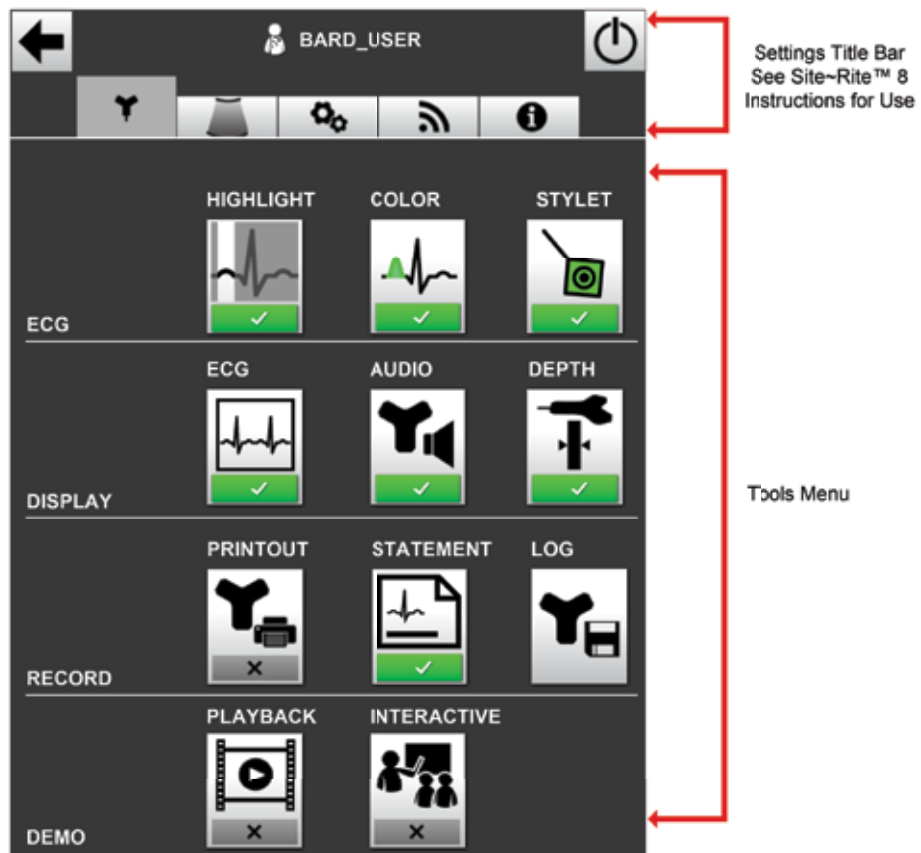 BARD_USER
Settings Title Bar
See Site~Rite™ 8
Instructions for Use
HIGHLIGHT COLOR STYLET
ECG
ECG AUDIO DEPTH
DISPLAY
Tools Menu
PRINTOUT STATEMENT LOG
RECORD
PLAYBACK INTERACTIVE
DEMO